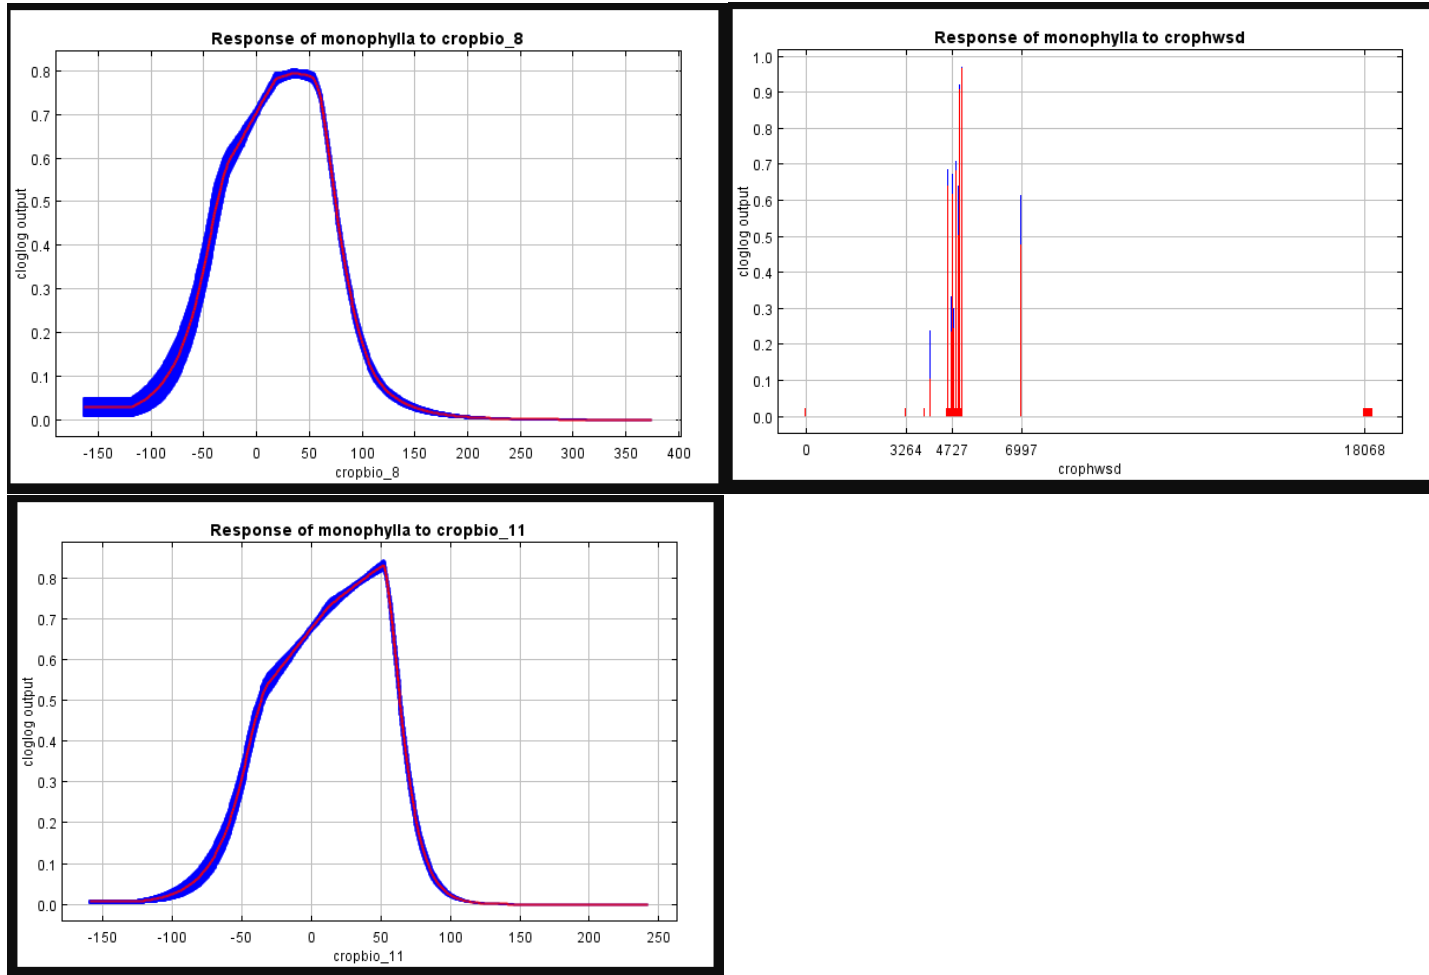 Response of monophylla to cropbio_8
cloglog output
0.8
0.7
0.6
0.5
0.4
0.3
0.2
0.1
0.0
-150 -100 -50 0 50 100 150 200 250 300 350 400
cropbio_8
Response of monophylla to crophwsd
cloglog output
1.0
0.9
0.8
0.7
0.6
0.5
0.4
0.3
0.2
0.1
0.0
0 3264 4727 6997 18068
crophwsd
Response of monophylla to cropbio_11
cloglog output
0.8
0.7
0.6
0.5
0.4
0.3
0.2
0.1
0.0
-150 -100 -50 0 50 100 150 200 250
cropbio_11